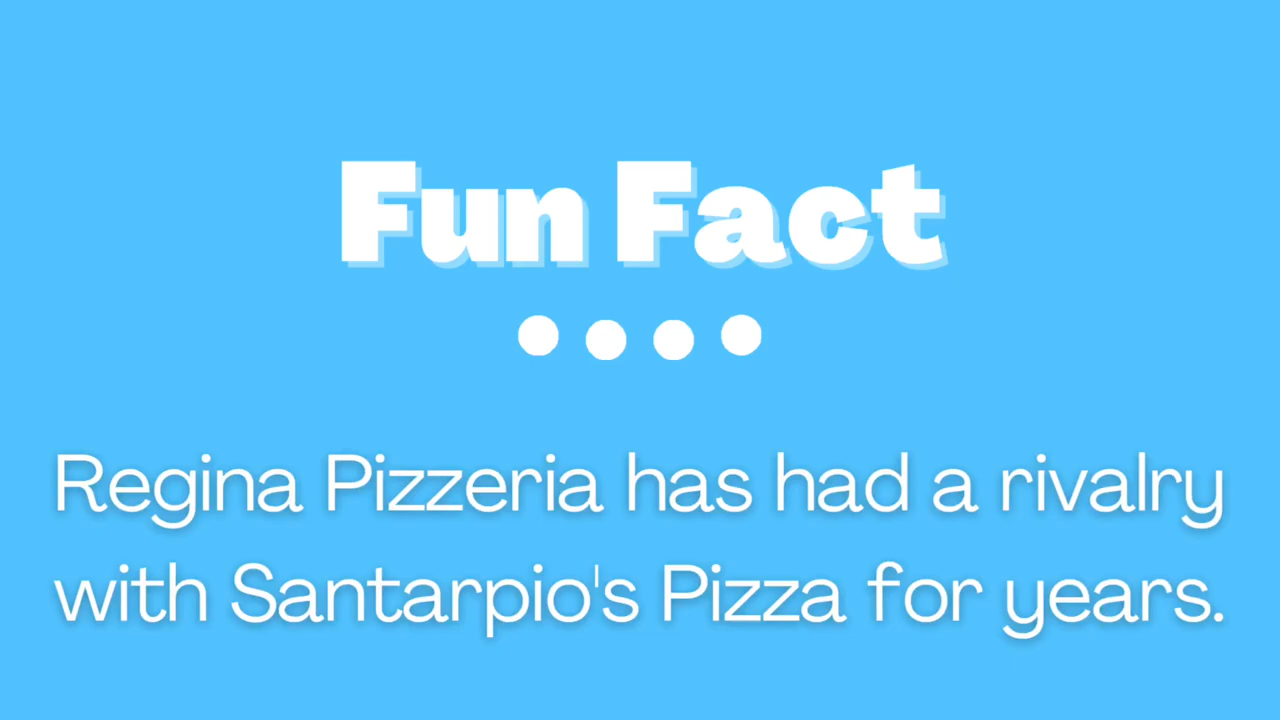 Fun Fact
Regina Pizzeria has had a rivalry
with Santarpio's Pizza for years.